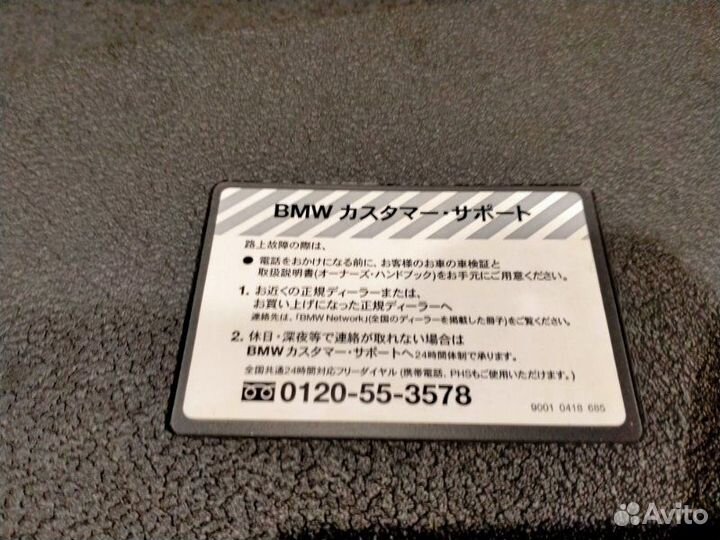 BMW カスタマー・サポート
路上故障の際は、
● 電話をおかけになる前に、お客様のお車の車検証と
取扱説明書(オーナーズ・ハンドブック)をお手元にご用意ください。
1. お近くの正規ディーラーまたは、
お買い上げになった正規ディーラーへ
連絡先は、「BMW Network」(全国のディーラーを掲載した冊子)をご覧ください。
2. 休日・深夜等で連絡が取れない場合は
BMW カスタマー・サポートへ 24時間体制で承ります。
全国共通24時間対応フリーダイヤル (携帯電話、PHSもご使用いただけます。)
0120-55-3578
9001 0418 685
Avito